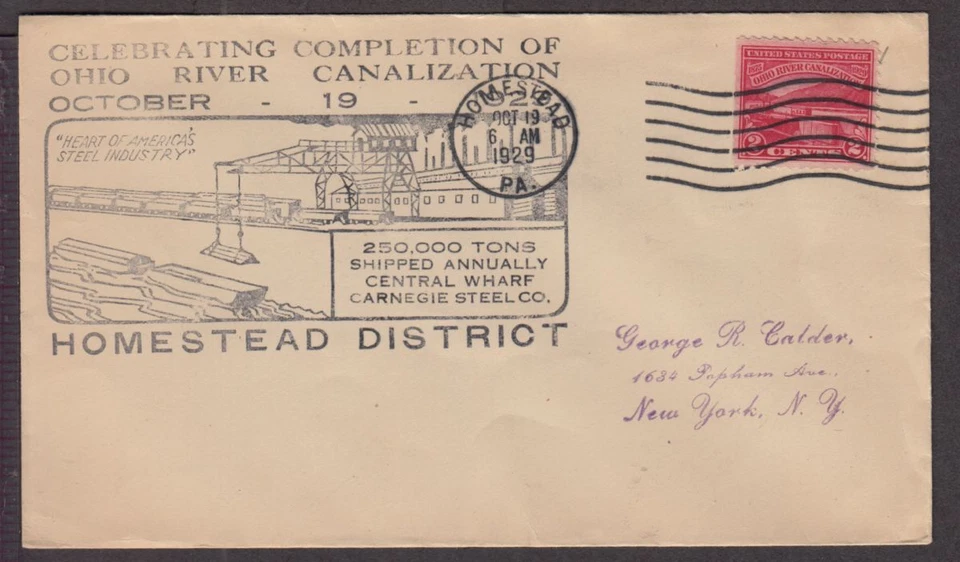 CELEBRATING COMPLETION OF
OHIO RIVER CANALIZATION
OCTOBER - 19 - 1929
"HEART OF AMERICA'S
STEEL INDUSTRY"
250,000 TONS
SHIPPED ANNUALLY
CENTRAL WHARF
CARNEGIE STEEL CO.
HOMESTEAD DISTRICT
HOMESTEAD
OCT 19
6 AM
1929
PA.
UNITED STATES POSTAGE
OHIO RIVER CANALIZATION
2 CENTS 2
George R. Calder,
1684 Popham Ave.,
New York, N. Y.